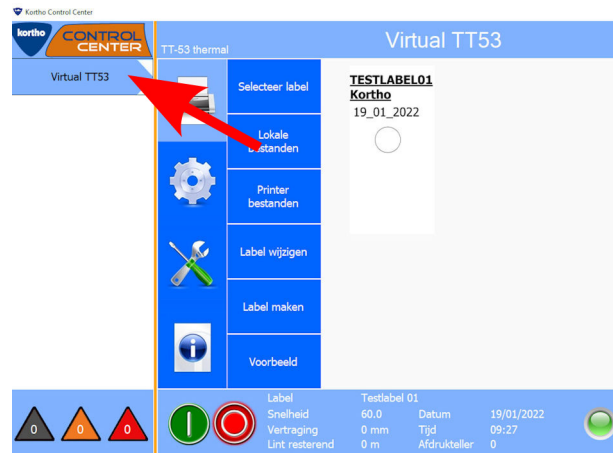 Kortho Control Center
kortho
CONTROL
CENTER
TT-53 thermal
Virtual TT53
Virtual TT53
Selecteer label
Lokale
bestanden
Printer
bestanden
Label wijzigen
Label maken
Voorbeeld
TESTLABEL01
Kortho
19_01_2022
Label Testlabel 01
Snelheid 60.0 Datum 19/01/2022
Vertraging 0 mm Tijd 09:27
Lint resterend 0 m Afdrukteller 0
0 0 0